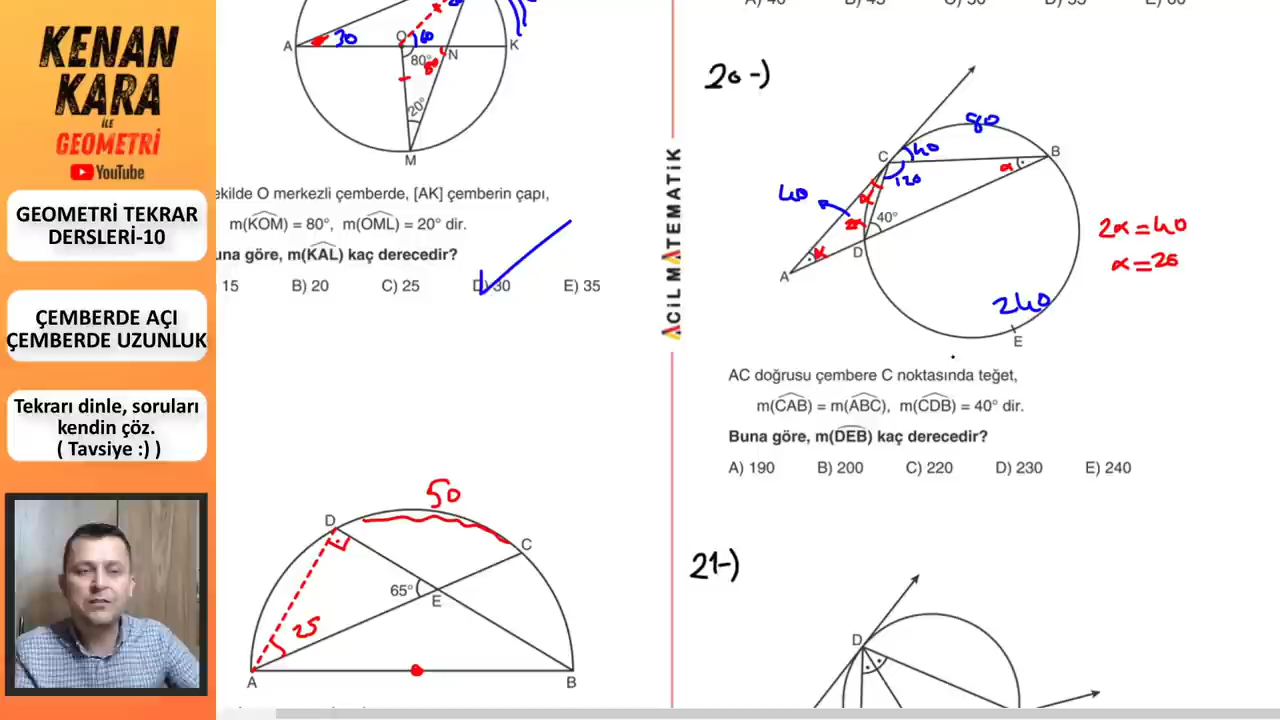 KENAN
KARA
İLE
GEOMETRİ
YouTube
GEOMETRİ TEKRAR
DERSLERİ-10
ÇEMBERDE AÇI
ÇEMBERDE UZUNLUK
Tekrarı dinle, soruları
kendin çöz.
( Tavsiye :) )
A
30
O
60
80°
N
K
20°
M
ekilde O merkezli çemberde, [AK] çemberin çapı,
m(KOM) = 80°, m(OML) = 20° dir.
una göre, m(KAL) kaç derecedir?
15 B) 20 C) 25 D) 30 E) 35
50
D
C
65°
E
25
A
B
ACİL MATEMATİK
20-)
80
C
40
B
120
α
40
α
2α
40°
α
D
A
2α=40
α=20
240
E
AC doğrusu çembere C noktasında teğet,
m(CAB) = m(ABC), m(CDB) = 40° dir.
Buna göre, m(DEB) kaç derecedir?
A) 190 B) 200 C) 220 D) 230 E) 240
21-)
D